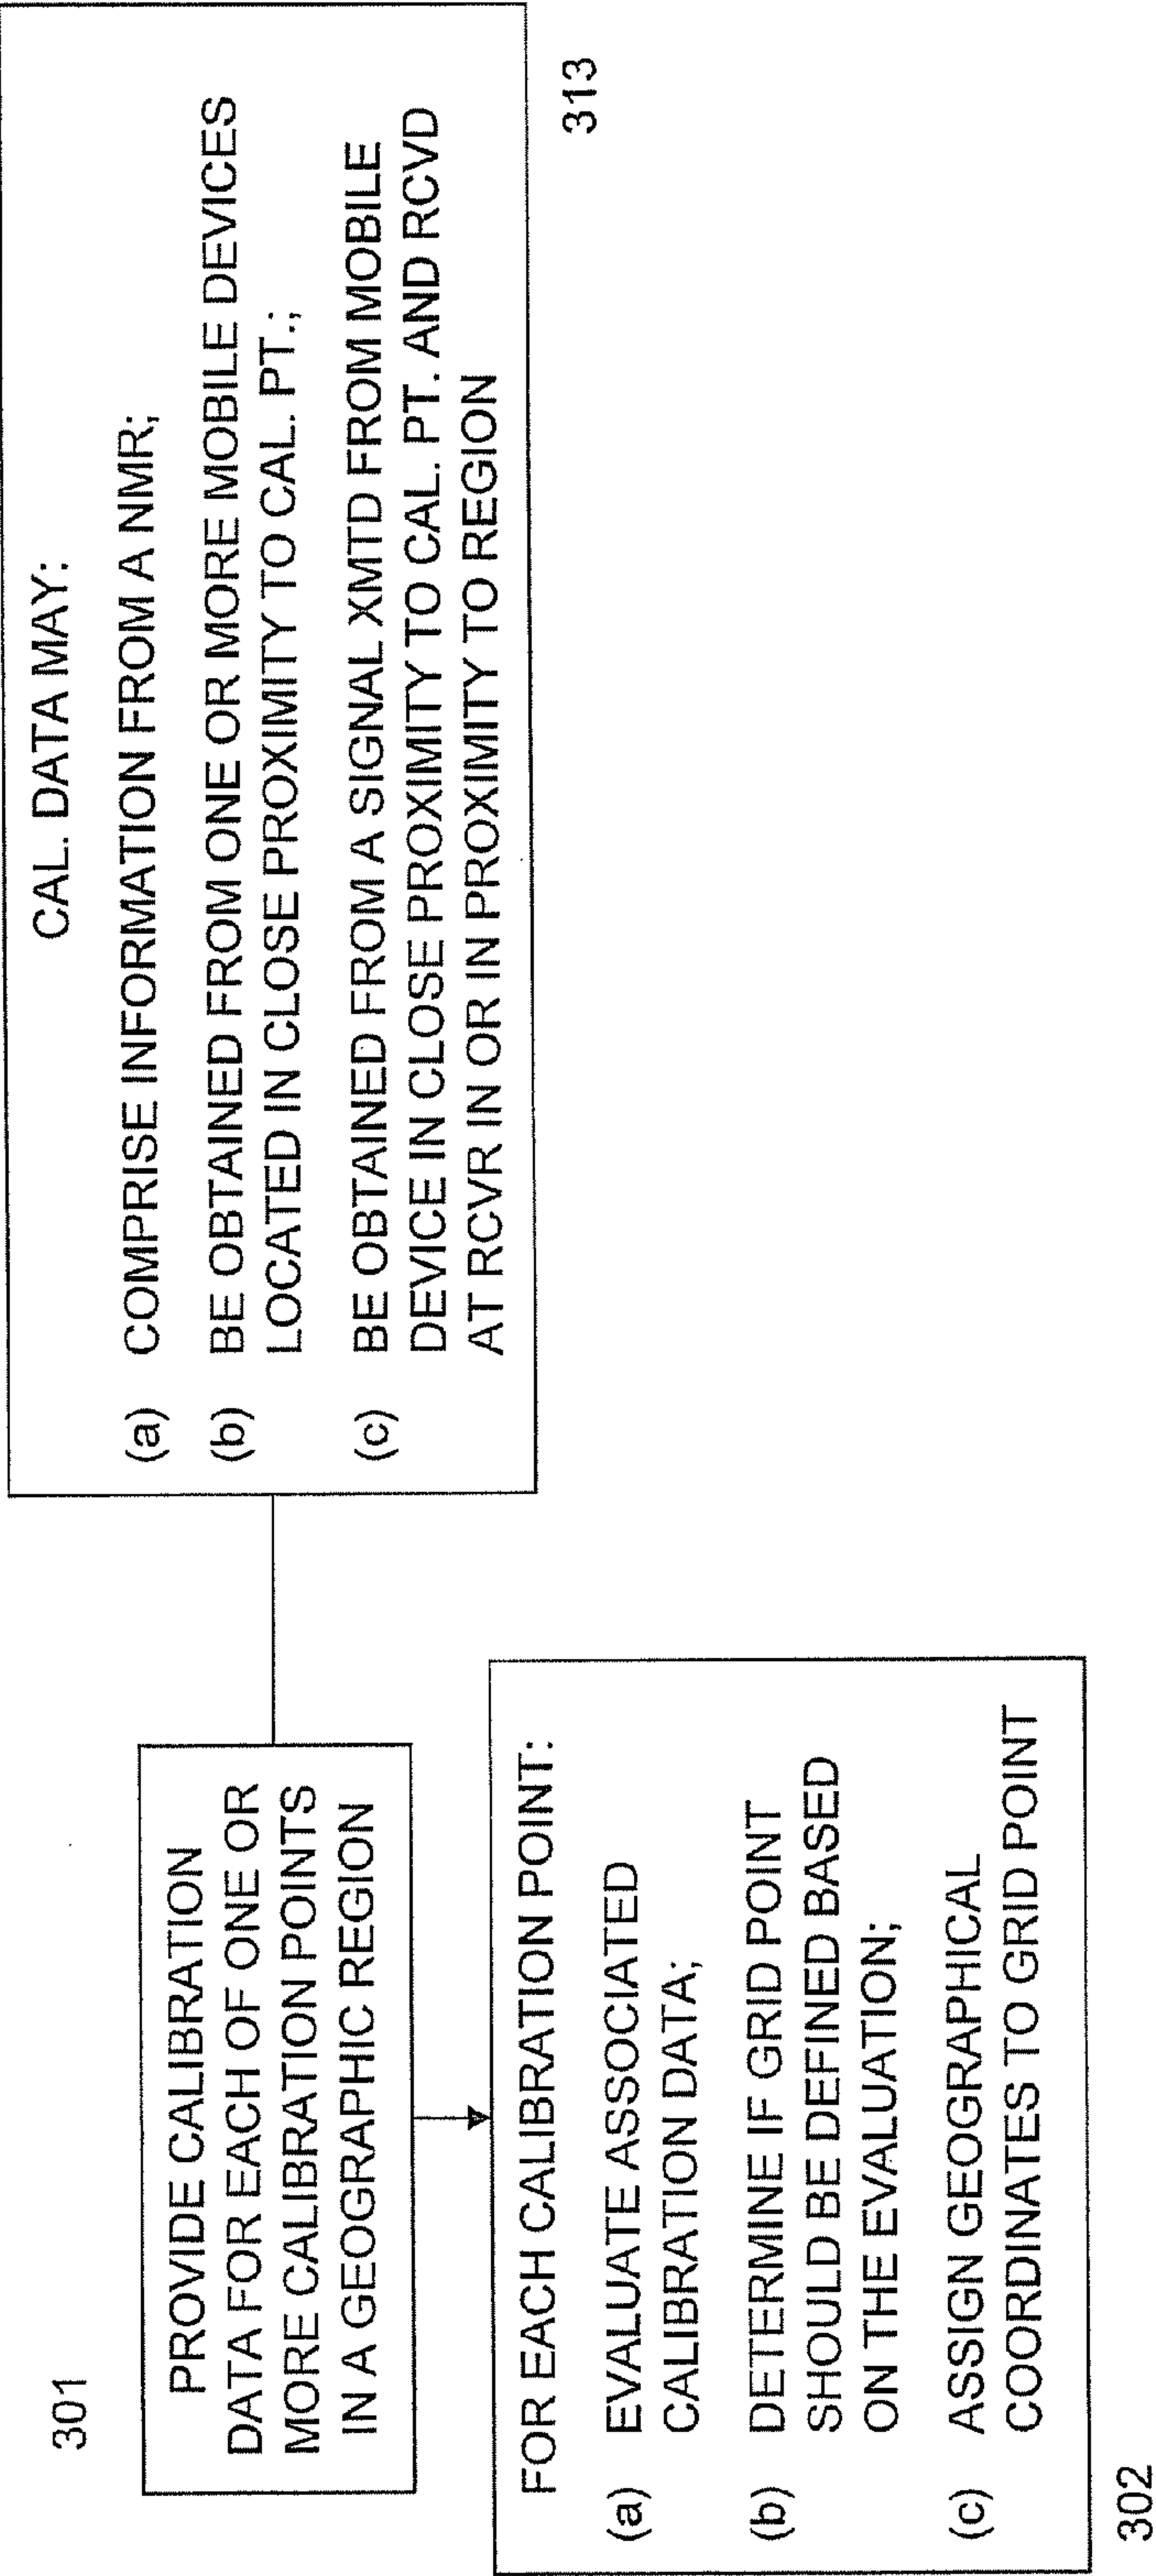 301
PROVIDE CALIBRATION
DATA FOR EACH OF ONE OR
MORE CALIBRATION POINTS
IN A GEOGRAPHIC REGION
CAL. DATA MAY:
(a) COMPRISE INFORMATION FROM A NMR;
(b) BE OBTAINED FROM ONE OR MORE MOBILE DEVICES
LOCATED IN CLOSE PROXIMITY TO CAL. PT.;
(c) BE OBTAINED FROM A SIGNAL XMTD FROM MOBILE
DEVICE IN CLOSE PROXIMITY TO CAL. PT. AND RCVD
AT RCVR IN OR IN PROXIMITY TO REGION
313
FOR EACH CALIBRATION POINT:
(a) EVALUATE ASSOCIATED
CALIBRATION DATA;
(b) DETERMINE IF GRID POINT
SHOULD BE DEFINED BASED
ON THE EVALUATION;
(c) ASSIGN GEOGRAPHICAL
COORDINATES TO GRID POINT
302